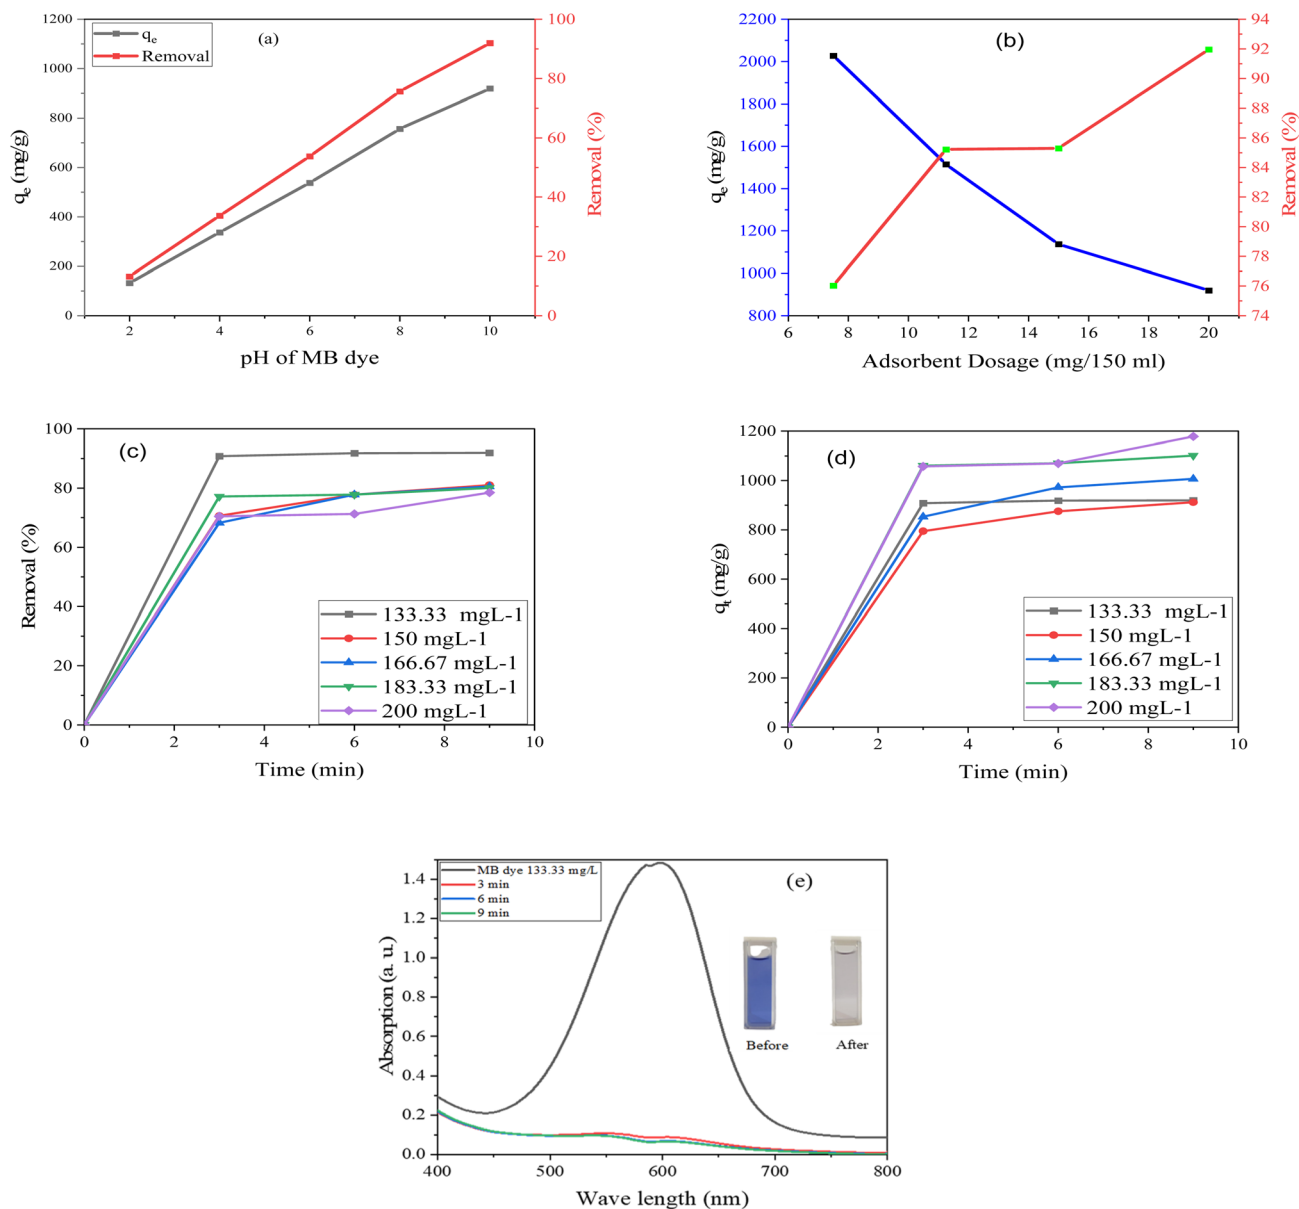 (a)
qe
Removal
1200
1000
800
600
400
200
0
100
80
60
40
20
0
qe (mg/g)
Removal (%)
2 4 6 8 10
pH of MB dye
(b)
2200
2000
1800
1600
1400
1200
1000
800
94
92
90
88
86
84
82
80
78
76
74
qe (mg/g)
Removal (%)
6 8 10 12 14 16 18 20
Adsorbent Dosage (mg/150 ml)
(c)
100
80
60
40
20
0
Removal (%)
133.33 mgL-1
150 mgL-1
166.67 mgL-1
183.33 mgL-1
200 mgL-1
0 2 4 6 8 10
Time (min)
(d)
1200
1000
800
600
400
200
0
qt (mg/g)
133.33 mgL-1
150 mgL-1
166.67 mgL-1
183.33 mgL-1
200 mgL-1
0 2 4 6 8 10
Time (min)
MB dye 133.33 mg/L
3 min
6 min
9 min
(e)
1.4
1.2
1.0
0.8
0.6
0.4
0.2
0.0
Absorption (a. u.)
Before
After
400 500 600 700 800
Wave length (nm)